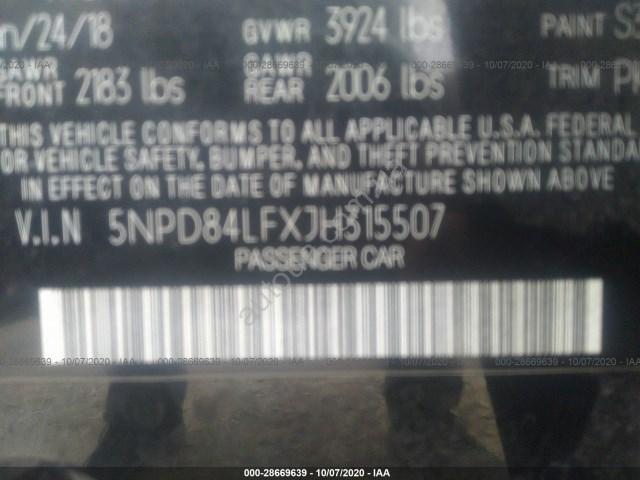 /24/18 GVWR 3924 lbs PAINT
FRONT 2183 lbs GAWR REAR 2006 lbs TRIM
THIS VEHICLE CONFORMS TO ALL APPLICABLE U.S.A. FEDERAL
OR VEHICLE SAFETY, BUMPER, AND THEFT PREVENTION STANDA
IN EFFECT ON THE DATE OF MANUFACTURE SHOWN ABOVE
V.I.N 5NPD84LFXJH315507
PASSENGER CAR
000-28669639 - 10/07/2020 - IAA